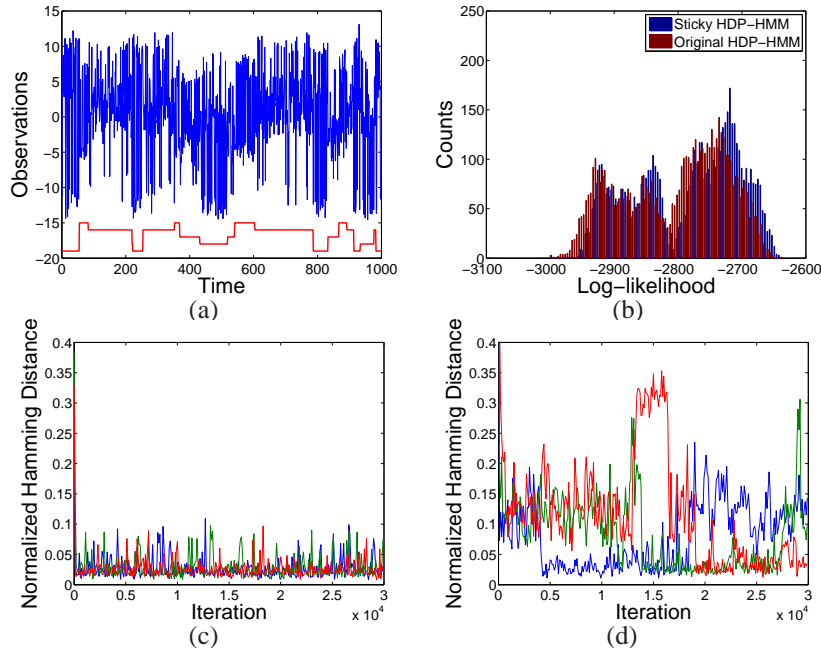 15
10
5
0
−5
−10
−15
−20
0 200 400 600 800 1000
Observations
Time
(a)
Sticky HDP−HMM
Original HDP−HMM
250
200
150
100
50
0
−3100 −3000 −2900 −2800 −2700 −2600
Counts
Log−likelihood
(b)
0.4
0.35
0.3
0.25
0.2
0.15
0.1
0.05
0
0 0.5 1 1.5 2 2.5 3
x 10⁴
Normalized Hamming Distance
Iteration
(c)
0.4
0.35
0.3
0.25
0.2
0.15
0.1
0.05
0
0 0.5 1 1.5 2 2.5 3
x 10⁴
Normalized Hamming Distance
Iteration
(d)